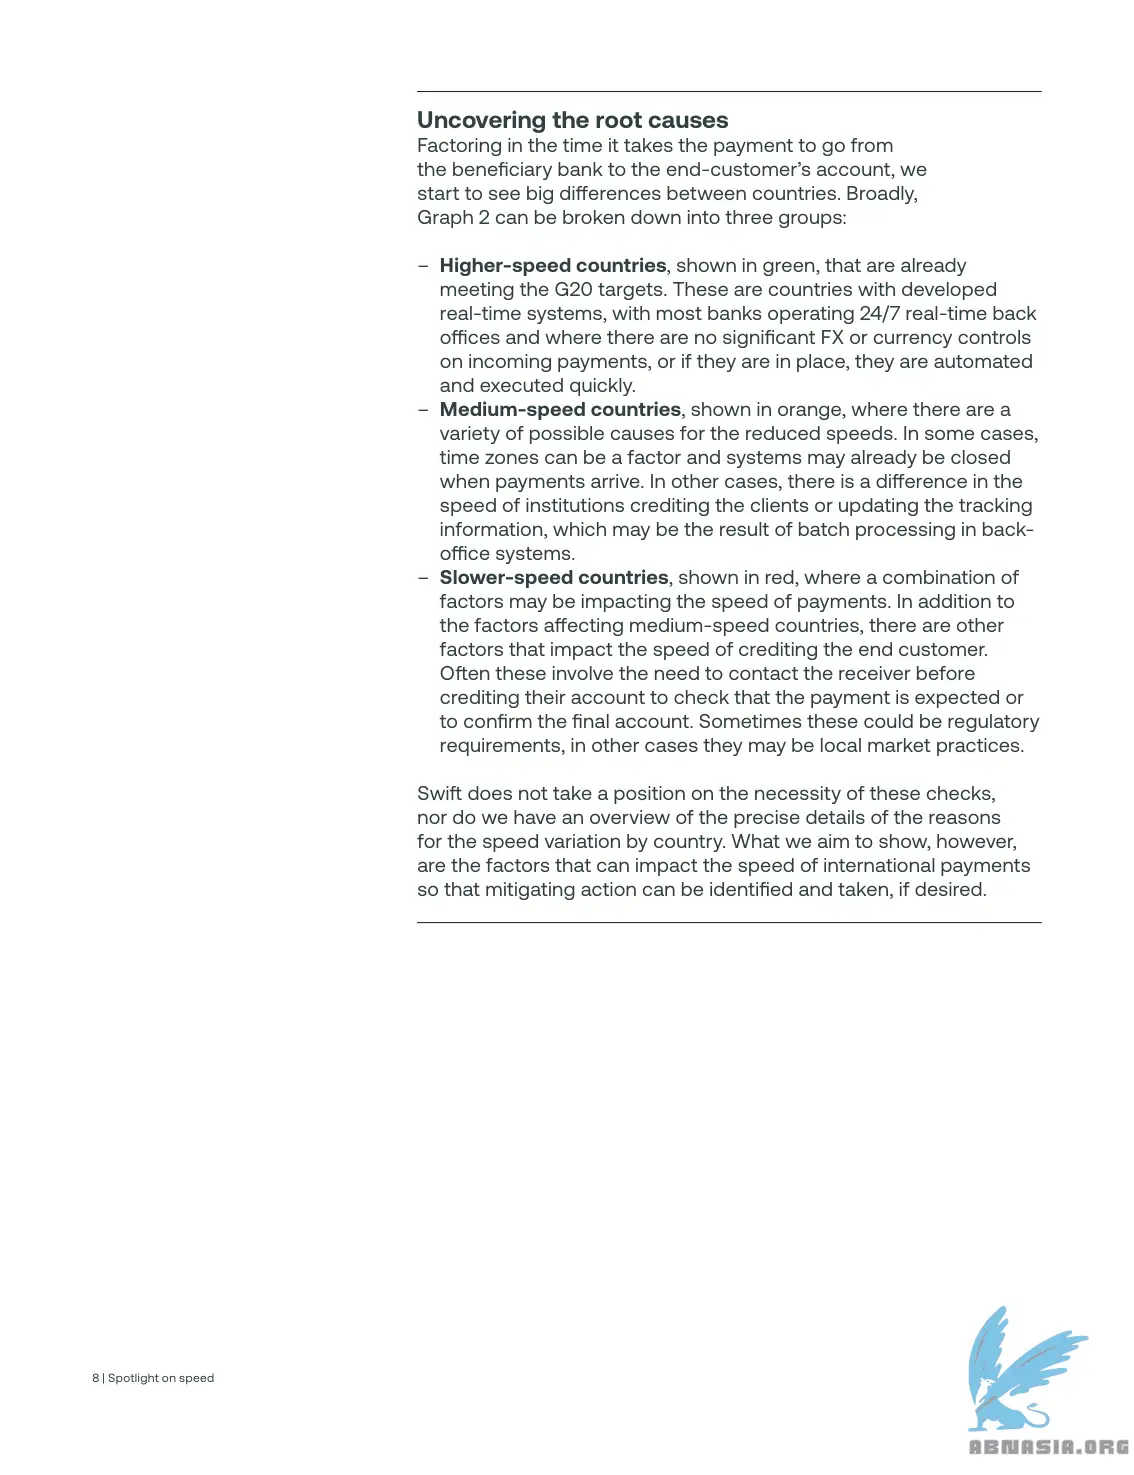 Uncovering the root causes
Factoring in the time it takes the payment to go from
the beneficiary bank to the end-customer’s account, we
start to see big differences between countries. Broadly,
Graph 2 can be broken down into three groups:
– Higher-speed countries, shown in green, that are already
meeting the G20 targets. These are countries with developed
real-time systems, with most banks operating 24/7 real-time back
offices and where there are no significant FX or currency controls
on incoming payments, or if they are in place, they are automated
and executed quickly.
– Medium-speed countries, shown in orange, where there are a
variety of possible causes for the reduced speeds. In some cases,
time zones can be a factor and systems may already be closed
when payments arrive. In other cases, there is a difference in the
speed of institutions crediting the clients or updating the tracking
information, which may be the result of batch processing in back-
office systems.
– Slower-speed countries, shown in red, where a combination of
factors may be impacting the speed of payments. In addition to
the factors affecting medium-speed countries, there are other
factors that impact the speed of crediting the end customer.
Often these involve the need to contact the receiver before
crediting their account to check that the payment is expected or
to confirm the final account. Sometimes these could be regulatory
requirements, in other cases they may be local market practices.
Swift does not take a position on the necessity of these checks,
nor do we have an overview of the precise details of the reasons
for the speed variation by country. What we aim to show, however,
are the factors that can impact the speed of international payments
so that mitigating action can be identified and taken, if desired.
8 | Spotlight on speed
ABNASIA.ORG